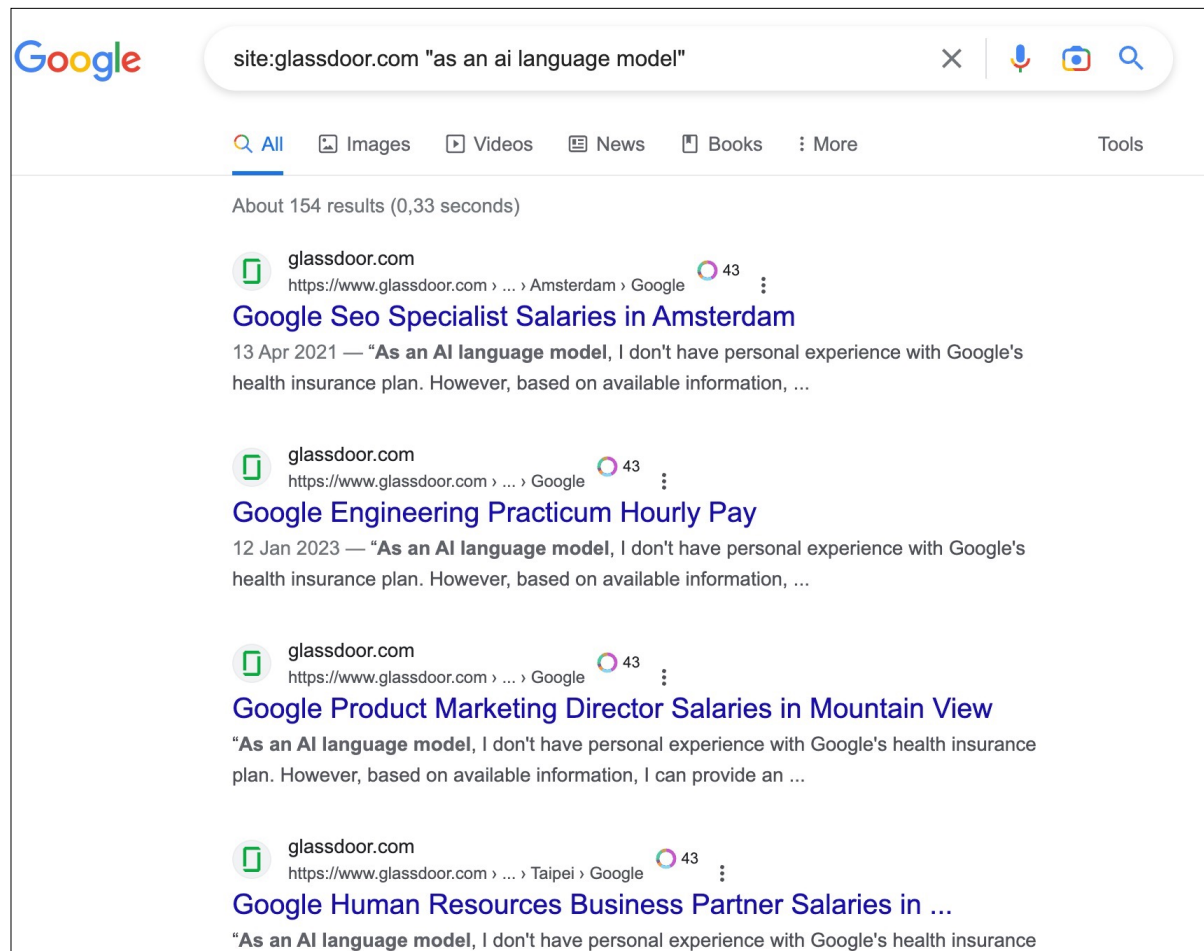 Google
site:glassdoor.com "as an ai language model"
All Images Videos News Books More Tools
About 154 results (0,33 seconds)
glassdoor.com
https://www.glassdoor.com › ... › Amsterdam › Google 43
Google Seo Specialist Salaries in Amsterdam
13 Apr 2021 — “As an AI language model, I don't have personal experience with Google's
health insurance plan. However, based on available information, ...
glassdoor.com
https://www.glassdoor.com › ... › Google 43
Google Engineering Practicum Hourly Pay
12 Jan 2023 — “As an AI language model, I don't have personal experience with Google's
health insurance plan. However, based on available information, ...
glassdoor.com
https://www.glassdoor.com › ... › Google 43
Google Product Marketing Director Salaries in Mountain View
“As an AI language model, I don't have personal experience with Google's health insurance
plan. However, based on available information, I can provide an ...
glassdoor.com
https://www.glassdoor.com › ... › Taipei › Google 43
Google Human Resources Business Partner Salaries in ...
“As an AI language model, I don't have personal experience with Google's health insurance